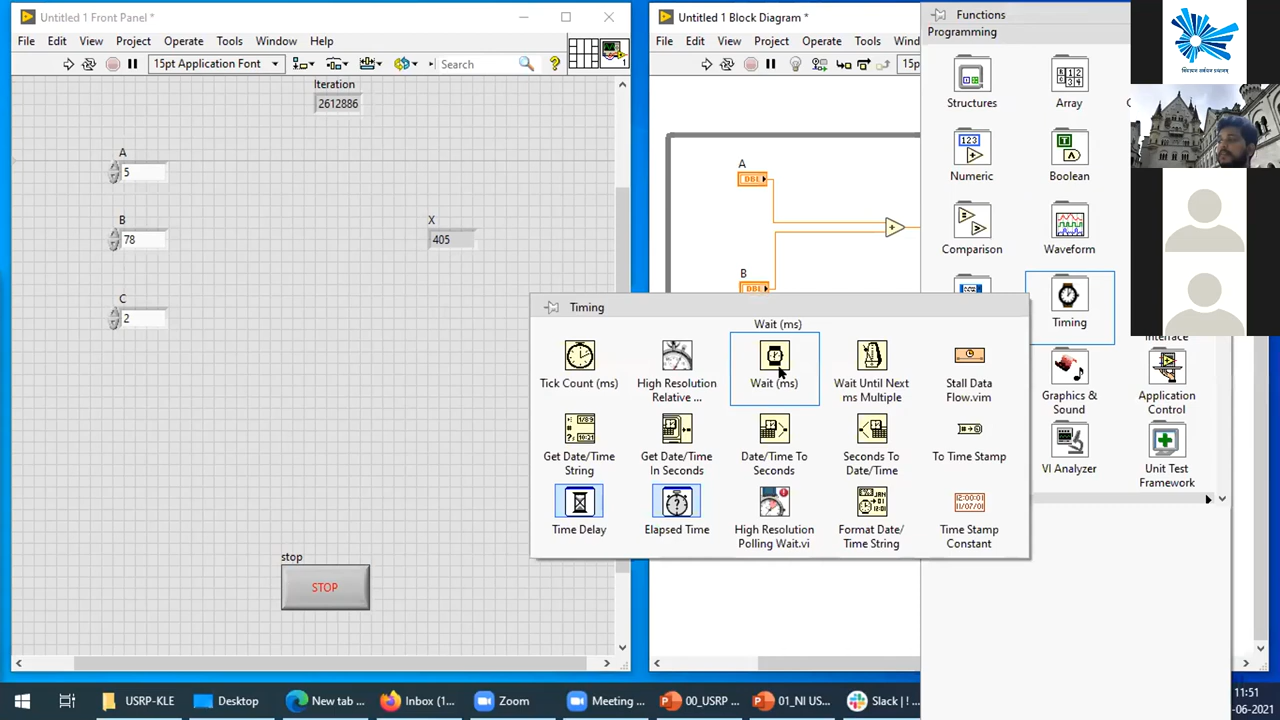 Untitled 1 Front Panel *
File Edit View Project Operate Tools Window Help
15pt Application Font
Search
Iteration
2612886
A
5
B
78
X
405
C
2
stop
STOP
Untitled 1 Block Diagram *
File Edit View Project Operate Tools Wind
15p
A
DBL
B
DBL
Functions
Programming
Structures
Array
Numeric
Boolean
Comparison
Waveform
Timing
Interface
Graphics & Sound
Application Control
VI Analyzer
Unit Test Framework
Timing
Wait (ms)
Tick Count (ms)
High Resolution Relative ...
Wait (ms)
Wait Until Next ms Multiple
Stall Data Flow.vim
Get Date/Time String
Get Date/Time In Seconds
Date/Time To Seconds
Seconds To Date/Time
To Time Stamp
Time Delay
Elapsed Time
High Resolution Polling Wait.vi
Format Date/ Time String
Time Stamp Constant
USRP-KLE
Desktop
New tab ...
Inbox (1...
Zoom
Meeting ...
00_USRP ...
01_NI US...
Slack | ! ...
11:51
-06-2021